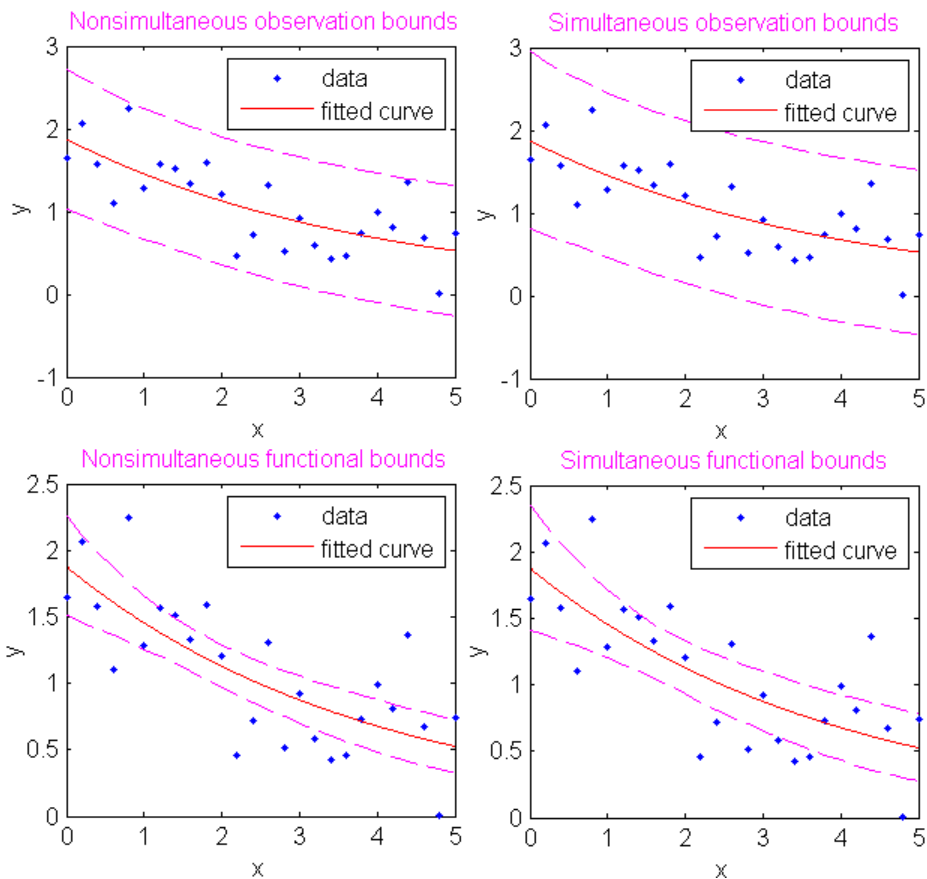 Nonsimultaneous observation bounds
3
2
1
0
-1
y
data
fitted curve
0 1 2 3 4 5
x
Simultaneous observation bounds
3
2
1
0
-1
y
data
fitted curve
0 1 2 3 4 5
x
Nonsimultaneous functional bounds
2.5
2
1.5
1
0.5
0
y
data
fitted curve
0 1 2 3 4 5
x
Simultaneous functional bounds
2.5
2
1.5
1
0.5
0
y
data
fitted curve
0 1 2 3 4 5
x